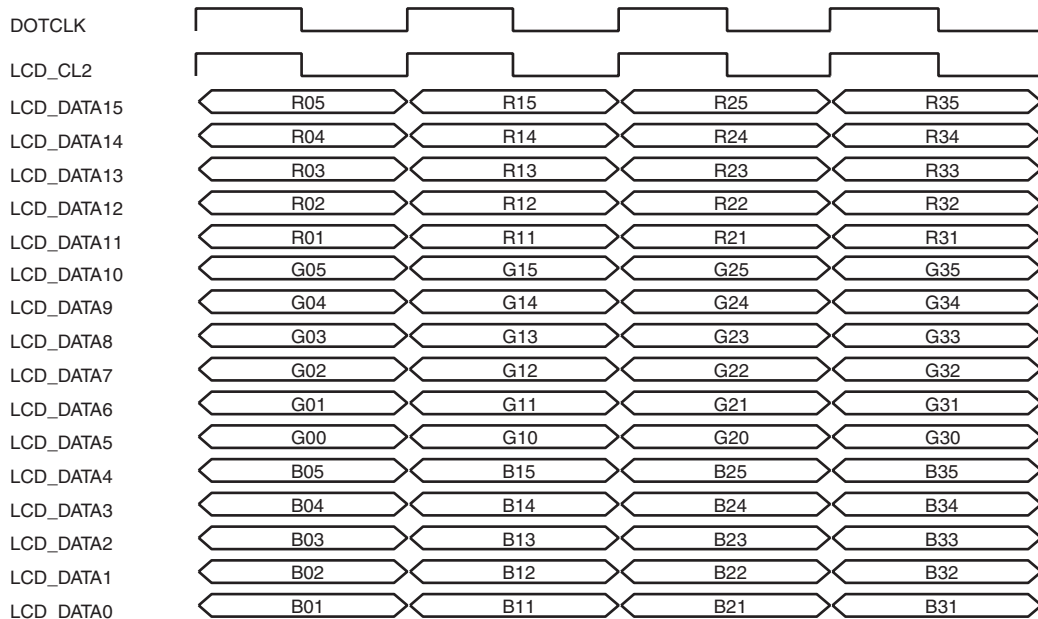 DOTCLK
LCD_CL2
LCD_DATA15 R05 R15 R25 R35
LCD_DATA14 R04 R14 R24 R34
LCD_DATA13 R03 R13 R23 R33
LCD_DATA12 R02 R12 R22 R32
LCD_DATA11 R01 R11 R21 R31
LCD_DATA10 G05 G15 G25 G35
LCD_DATA9 G04 G14 G24 G34
LCD_DATA8 G03 G13 G23 G33
LCD_DATA7 G02 G12 G22 G32
LCD_DATA6 G01 G11 G21 G31
LCD_DATA5 G00 G10 G20 G30
LCD_DATA4 B05 B15 B25 B35
LCD_DATA3 B04 B14 B24 B34
LCD_DATA2 B03 B13 B23 B33
LCD_DATA1 B02 B12 B22 B32
LCD_DATA0 B01 B11 B21 B31